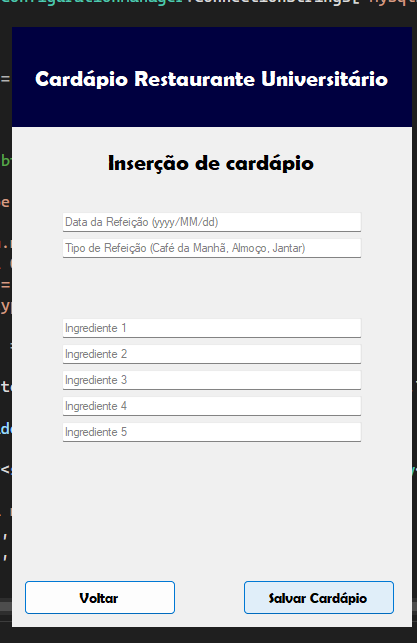 Cardápio Restaurante Universitário
Inserção de cardápio
Data da Refeição (yyyy/MM/dd)
Tipo de Refeição (Café da Manhã, Almoço, Jantar)
Ingrediente 1
Ingrediente 2
Ingrediente 3
Ingrediente 4
Ingrediente 5
Voltar
Salvar Cardápio